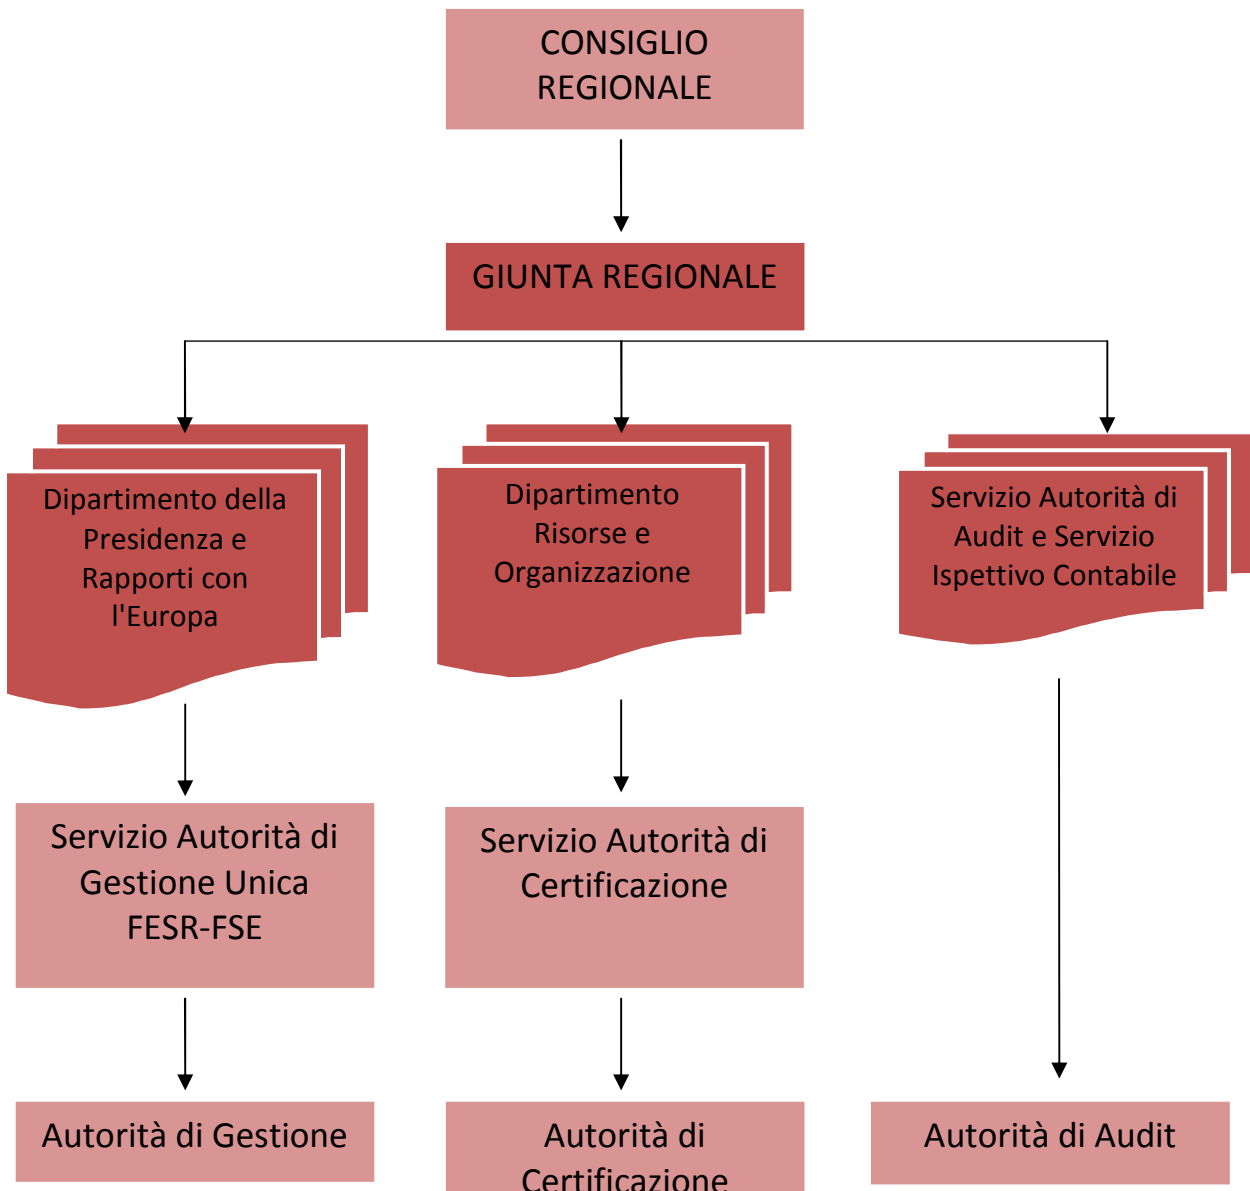 CONSIGLIO
REGIONALE
GIUNTA REGIONALE
Dipartimento della
Presidenza e
Rapporti con
l'Europa
Dipartimento
Risorse e
Organizzazione
Servizio Autorità di
Audit e Servizio
Ispettivo Contabile
Servizio Autorità di
Gestione Unica
FESR-FSE
Servizio Autorità di
Certificazione
Autorità di Gestione
Autorità di
Certificazione
Autorità di Audit